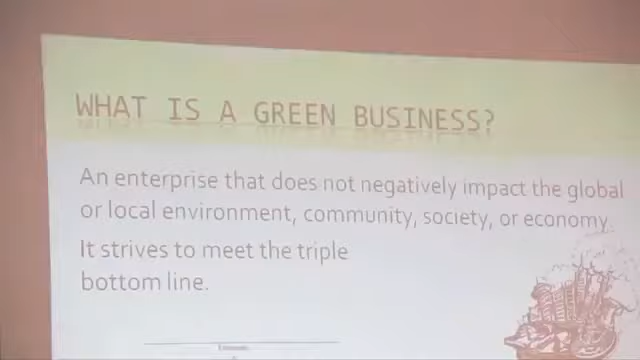 WHAT IS A GREEN BUSINESS?
An enterprise that does not negatively impact the global
or local environment, community, society, or economy.
It strives to meet the triple
bottom line.